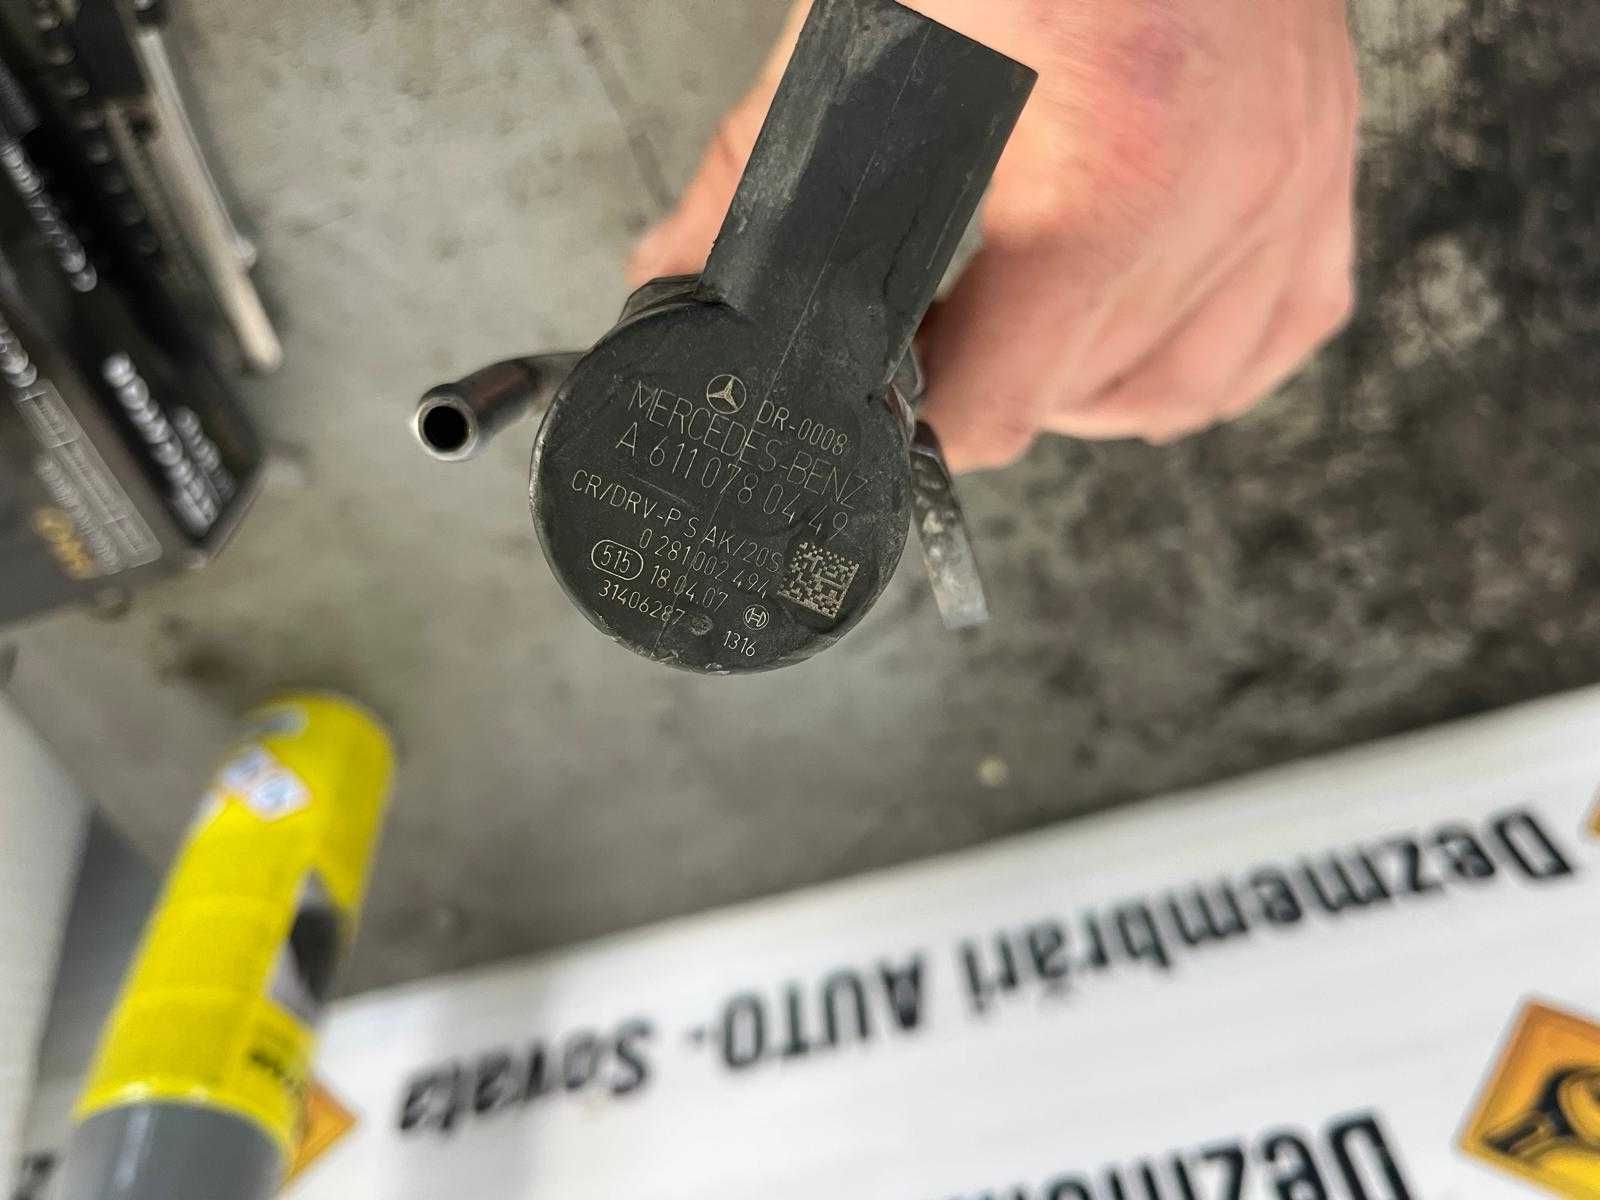 DR-0008
MERCEDES-BENZ
A 611 078 04 49
CR/DRV-P S AK/20S
0 281 002 494
515 18.04.07
31406287
1316
Dezmembrări AUTO - Sovata